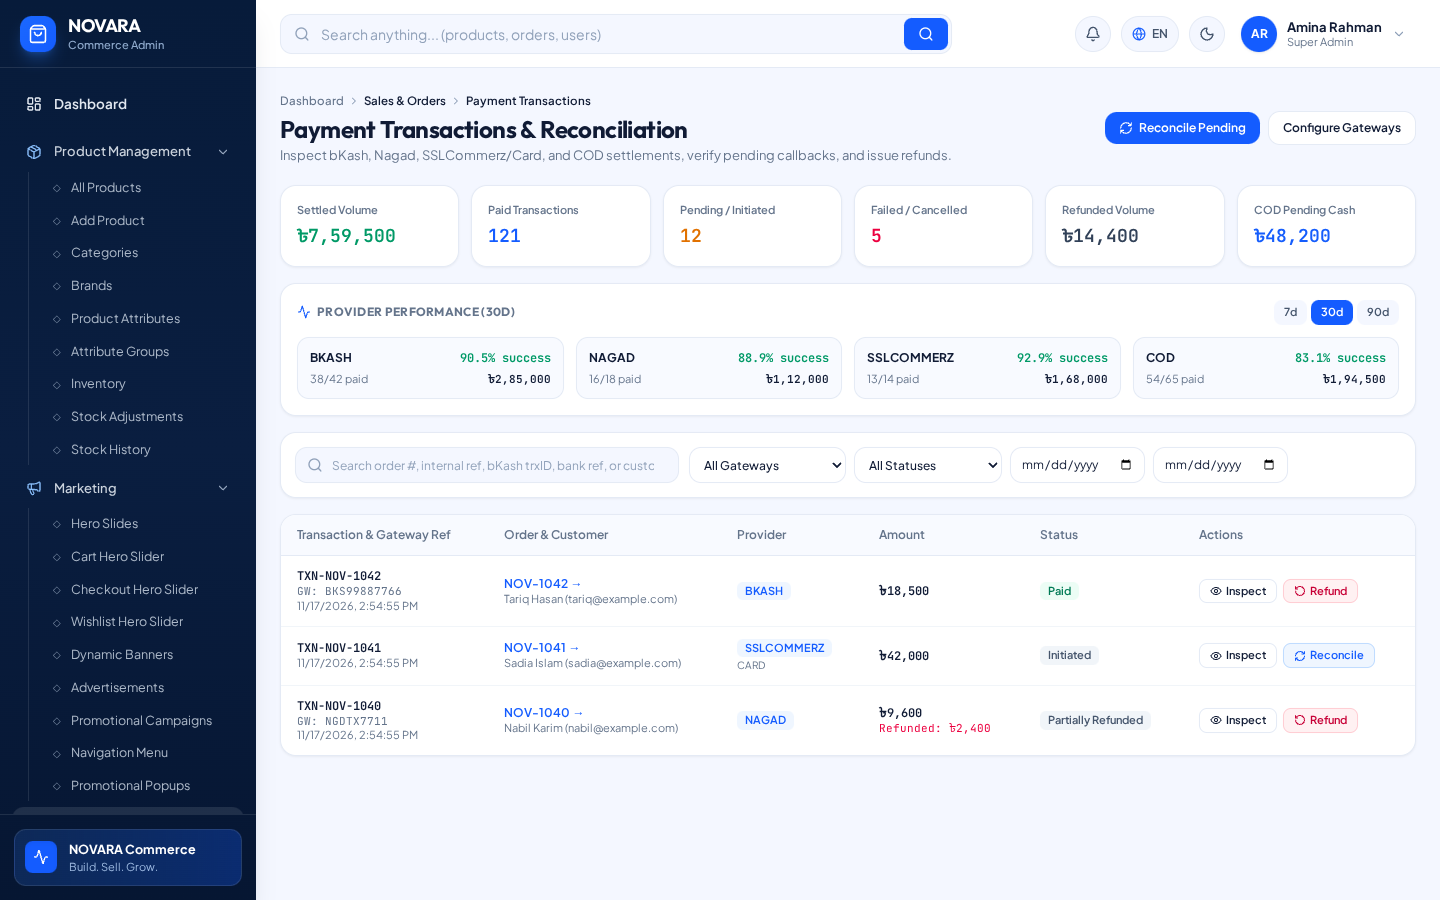 NOVARA
Commerce Admin
Dashboard
Product Management
All Products
Add Product
Categories
Brands
Product Attributes
Attribute Groups
Inventory
Stock Adjustments
Stock History
Marketing
Hero Slides
Cart Hero Slider
Checkout Hero Slider
Wishlist Hero Slider
Dynamic Banners
Advertisements
Promotional Campaigns
Navigation Menu
Promotional Popups
NOVARA Commerce
Build. Sell. Grow.
Search anything... (products, orders, users)
EN
AR
Amina Rahman
Super Admin
Dashboard > Sales & Orders > Payment Transactions
Payment Transactions & Reconciliation
Inspect bKash, Nagad, SSLCommerz/Card, and COD settlements, verify pending callbacks, and issue refunds.
Reconcile Pending
Configure Gateways
Settled Volume
৳7,59,500
Paid Transactions
121
Pending / Initiated
12
Failed / Cancelled
5
Refunded Volume
৳14,400
COD Pending Cash
৳48,200
PROVIDER PERFORMANCE (30D)
7d 30d 90d
BKASH 90.5% success
38/42 paid ৳2,85,000
NAGAD 88.9% success
16/18 paid ৳1,12,000
SSLCOMMERZ 92.9% success
13/14 paid ৳1,68,000
COD 83.1% success
54/65 paid ৳1,94,500
Search order #, internal ref, bKash trxID, bank ref, or custc
All Gateways
All Statuses
mm/dd/yyyy
mm/dd/yyyy
Transaction & Gateway Ref Order & Customer Provider Amount Status Actions
TXN-NOV-1042
GW: BKS99887766
11/17/2026, 2:54:55 PM
NOV-1042 →
Tariq Hasan (tariq@example.com)
BKASH
৳18,500
Paid
Inspect
Refund
TXN-NOV-1041
11/17/2026, 2:54:55 PM
NOV-1041 →
Sadia Islam (sadia@example.com)
SSLCOMMERZ
CARD
৳42,000
Initiated
Inspect
Reconcile
TXN-NOV-1040
GW: NGDTX7711
11/17/2026, 2:54:55 PM
NOV-1040 →
Nabil Karim (nabil@example.com)
NAGAD
৳9,600
Refunded: ৳2,400
Partially Refunded
Inspect
Refund